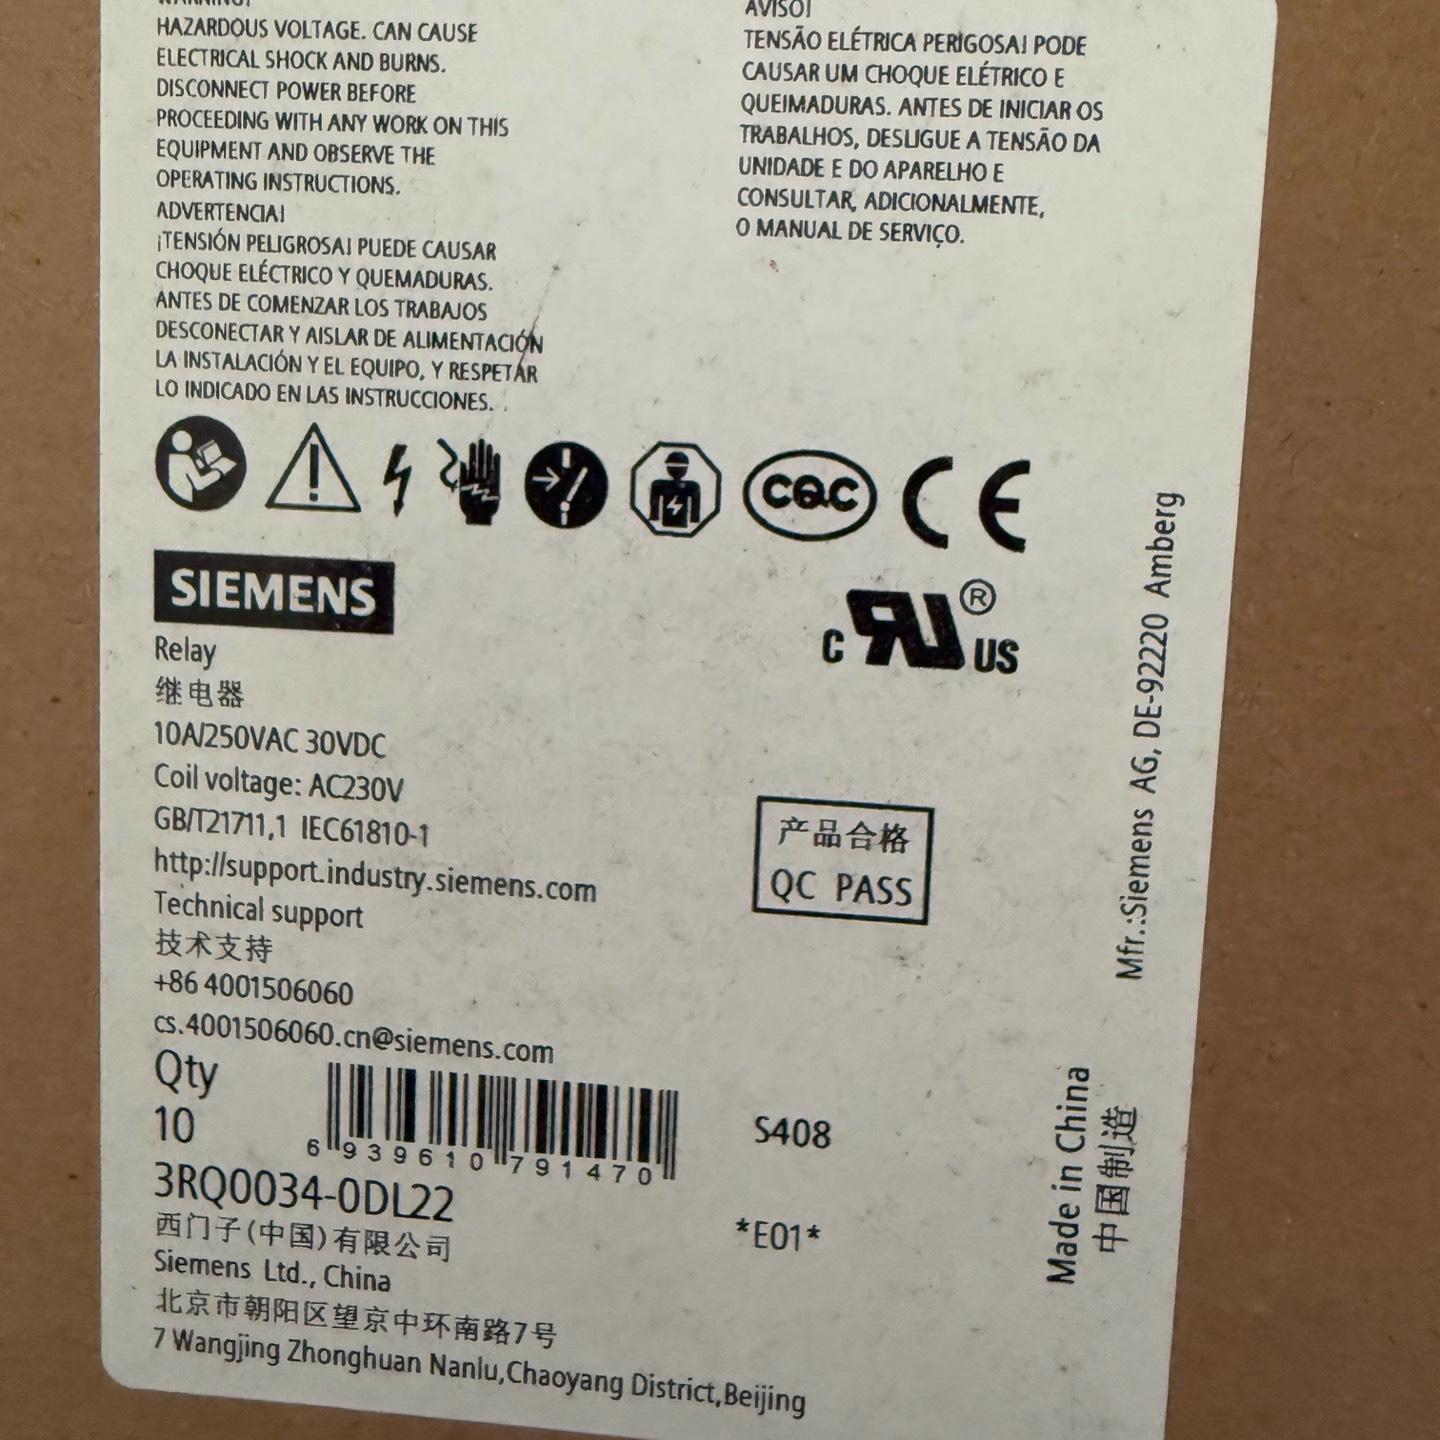 WARNING!
HAZARDOUS VOLTAGE. CAN CAUSE
ELECTRICAL SHOCK AND BURNS.
DISCONNECT POWER BEFORE
PROCEEDING WITH ANY WORK ON THIS
EQUIPMENT AND OBSERVE THE
OPERATING INSTRUCTIONS.
ADVERTENCIA!
¡TENSIÓN PELIGROSA! PUEDE CAUSAR
CHOQUE ELÉCTRICO Y QUEMADURAS.
ANTES DE COMENZAR LOS TRABAJOS
DESCONECTAR Y AISLAR DE ALIMENTACIÓN
LA INSTALACIÓN Y EL EQUIPO, Y RESPETAR
LO INDICADO EN LAS INSTRUCCIONES.
AVISO!
TENSÃO ELÉTRICA PERIGOSA! PODE
CAUSAR UM CHOQUE ELÉTRICO E
QUEIMADURAS. ANTES DE INICIAR OS
TRABALHOS, DESLIGUE A TENSÃO DA
UNIDADE E DO APARELHO E
CONSULTAR, ADICIONALMENTE,
O MANUAL DE SERVIÇO.
CQC CE
SIEMENS
c RU ® US
Relay
继电器
10A/250VAC 30VDC
Coil voltage: AC230V
GB/T21711,1 IEC61810-1
http://support.industry.siemens.com
Technical support
技术支持
+86 4001506060
cs.4001506060.cn@siemens.com
产品合格
QC PASS
Qty
10
6 939610 791470
S408
3RQ0034-0DL22
*E01*
西门子(中国)有限公司
Siemens Ltd., China
北京市朝阳区望京中环南路7号
7 Wangjing Zhonghuan Nanlu,Chaoyang District,Beijing
Mfr.:Siemens AG, DE-92220 Amberg
Made in China
中国制造